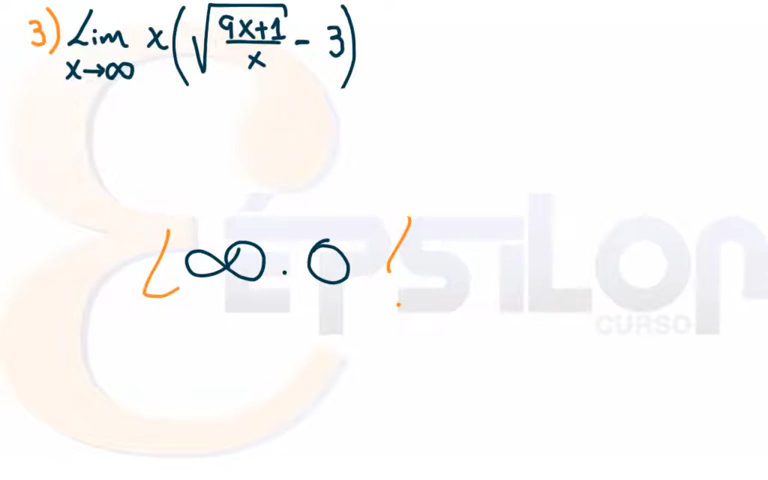 3) Lim x→∞ x(√((9x+1)/x) - 3)
∞ . 0
ÉPSILON
CURSO